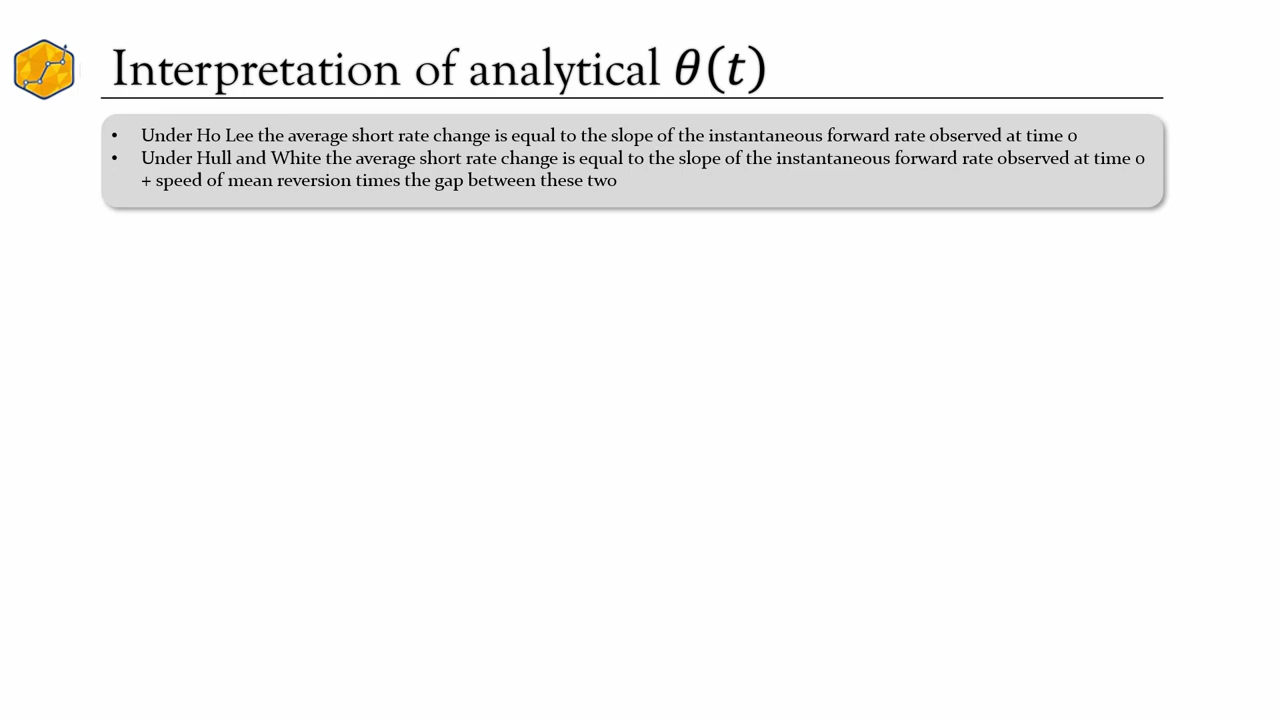 Interpretation of analytical θ(t)
• Under Ho Lee the average short rate change is equal to the slope of the instantaneous forward rate observed at time 0
• Under Hull and White the average short rate change is equal to the slope of the instantaneous forward rate observed at time 0
+ speed of mean reversion times the gap between these two